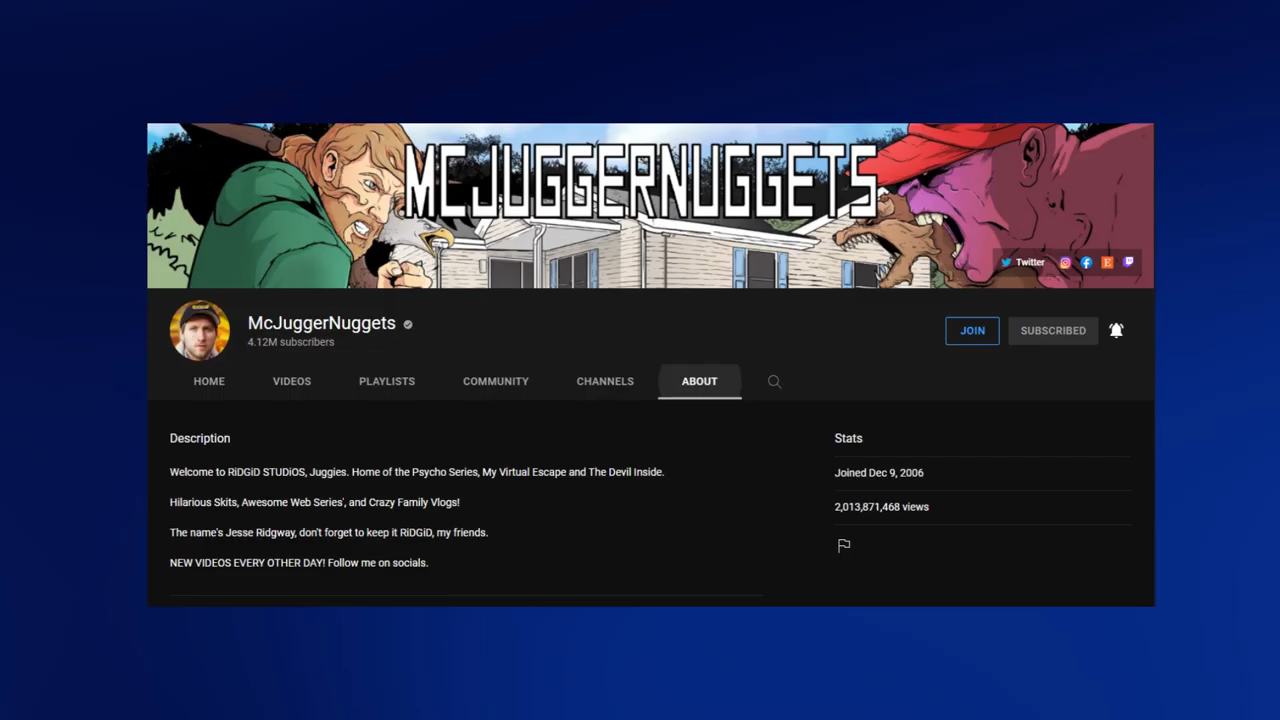 MCJUGGERNUGGETS
Twitter
McJuggerNuggets
4.12M subscribers
JOIN
SUBSCRIBED
HOME
VIDEOS
PLAYLISTS
COMMUNITY
CHANNELS
ABOUT
Description
Welcome to RiDGiD STUDiOS, Juggies. Home of the Psycho Series, My Virtual Escape and The Devil Inside.
Hilarious Skits, Awesome Web Series', and Crazy Family Vlogs!
The name's Jesse Ridgway, don't forget to keep it RiDGiD, my friends.
NEW VIDEOS EVERY OTHER DAY! Follow me on socials.
Stats
Joined Dec 9, 2006
2,013,871,468 views